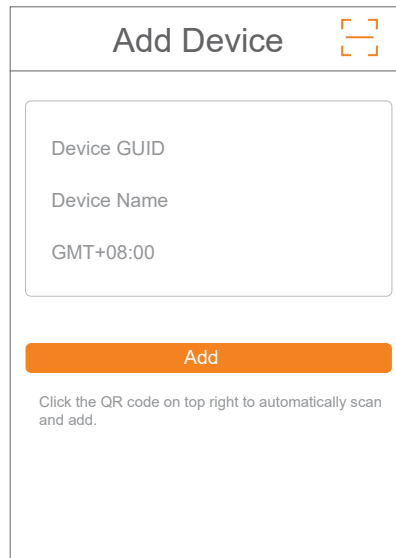 Add Device
Device GUID
Device Name
GMT+08:00
Add
Click the QR code on top right to automatically scan
and add.